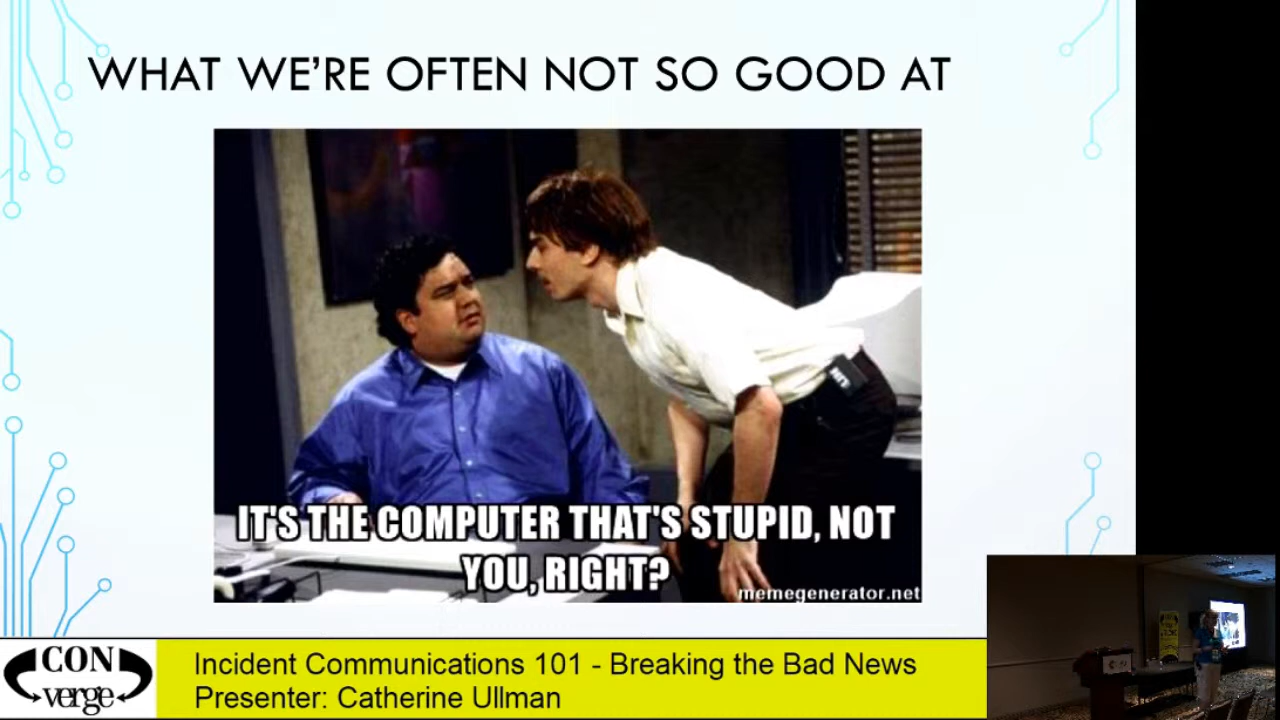 WHAT WE'RE OFTEN NOT SO GOOD AT
IT'S THE COMPUTER THAT'S STUPID, NOT
YOU, RIGHT?
memegenerator.net
CON
verge
Incident Communications 101 - Breaking the Bad News
Presenter: Catherine Ullman